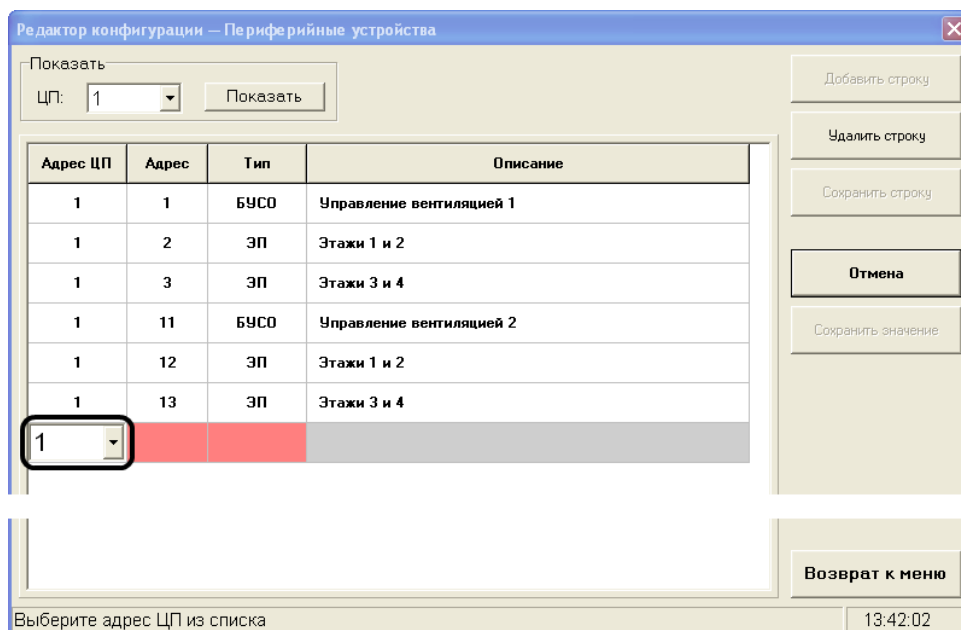 Редактор конфигурации — Периферийные устройства
Показать
ЦП: 1 Показать
Добавить строку
Удалить строку
Сохранить строку
Отмена
Сохранить значение
Адрес ЦП Адрес Тип Описание
1 1 БУСО Управление вентиляцией 1
1 2 ЭП Этажи 1 и 2
1 3 ЭП Этажи 3 и 4
1 11 БУСО Управление вентиляцией 2
1 12 ЭП Этажи 1 и 2
1 13 ЭП Этажи 3 и 4
1
Возврат к меню
Выберите адрес ЦП из списка 13:42:02